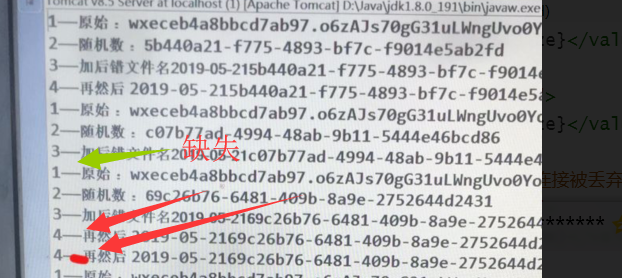 Tomcat v8.5 Server at localhost (1) [Apache Tomcat] D:\Java\jdk1.8.0_191\bin\javaw.exe
1——原始：wxeceb4a8bbcd7ab97.o6zAJs70gG31uLWngUvo0Yo
2——随机数：5b440a21-f775-4893-bf7c-f9014e5ab2fd
3——加后错文件名2019-05-215b440a21-f775-4893-bf7c-f9014e
4——再然后 2019-05-215b440a21-f775-4893-bf7c-f9014e5a
1——原始：wxeceb4a8bbcd7ab97.o6zAJs70gG31uLWngUvo0Yo
2——随机数：c07b77ad-4994-48ab-9b11-5444e46bcd86
3——加后错文件名2019-05-21c07b77ad-4994-48ab-9b11-5444e4
缺失
1——原始：wxeceb4a8bbcd7ab97.o6zAJs70gG31uLWngUvo0Yo
2——随机数：69c26b76-6481-409b-8a9e-2752644d2431
3——加后错文件名2019-05-2169c26b76-6481-409b-8a9e-2752644
4——再然后 2019-05-2169c26b76-6481-409b-8a9e-2752644d2
4——再然后 2019-05-2169c26b76-6481-409b-8a9e-2752644d2
1——原始：
e}</val
>
e}</val
连接被丢弃
*******